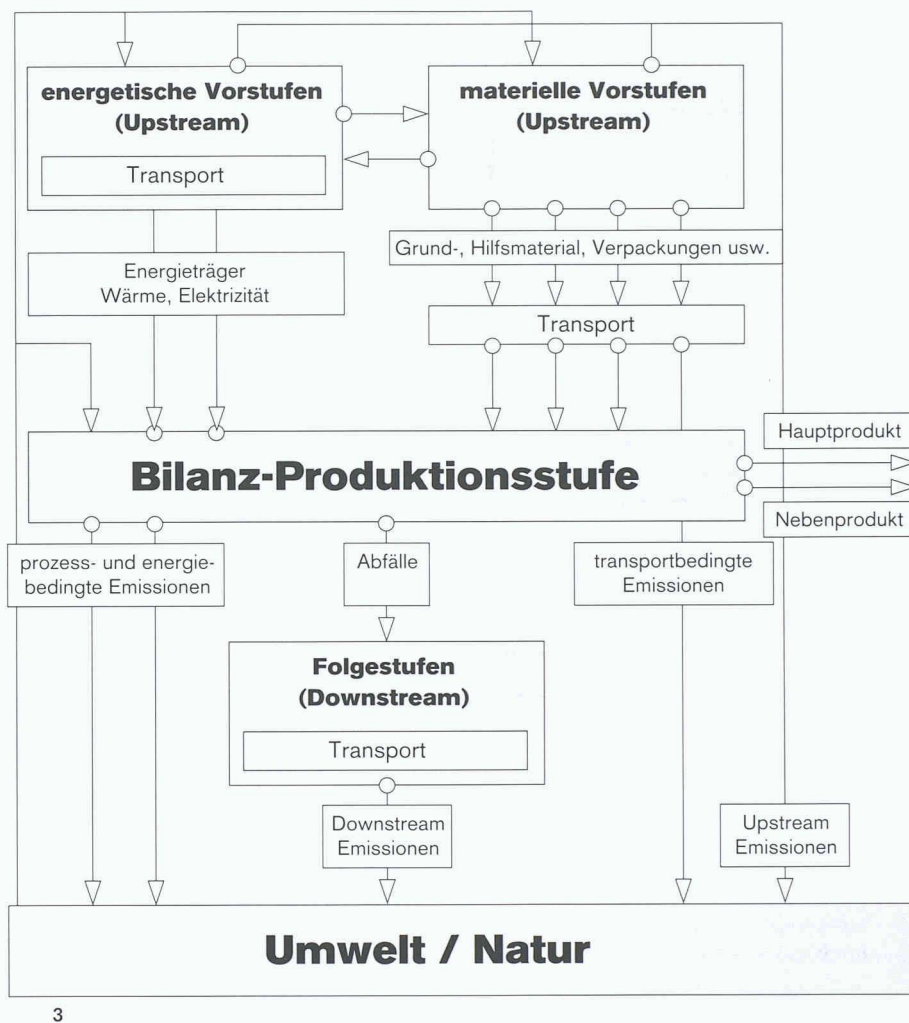 energetische Vorstufen
(Upstream)
Transport
materielle Vorstufen
(Upstream)
Energieträger
Wärme, Elektrizität
Grund-, Hilfsmaterial, Verpackungen usw.
Transport
Bilanz-Produktionsstufe
Hauptprodukt
Nebenprodukt
prozess- und energie-
bedingte Emissionen
Abfälle
transportbedingte
Emissionen
Folgestufen
(Downstream)
Transport
Downstream
Emissionen
Upstream
Emissionen
Umwelt / Natur
3